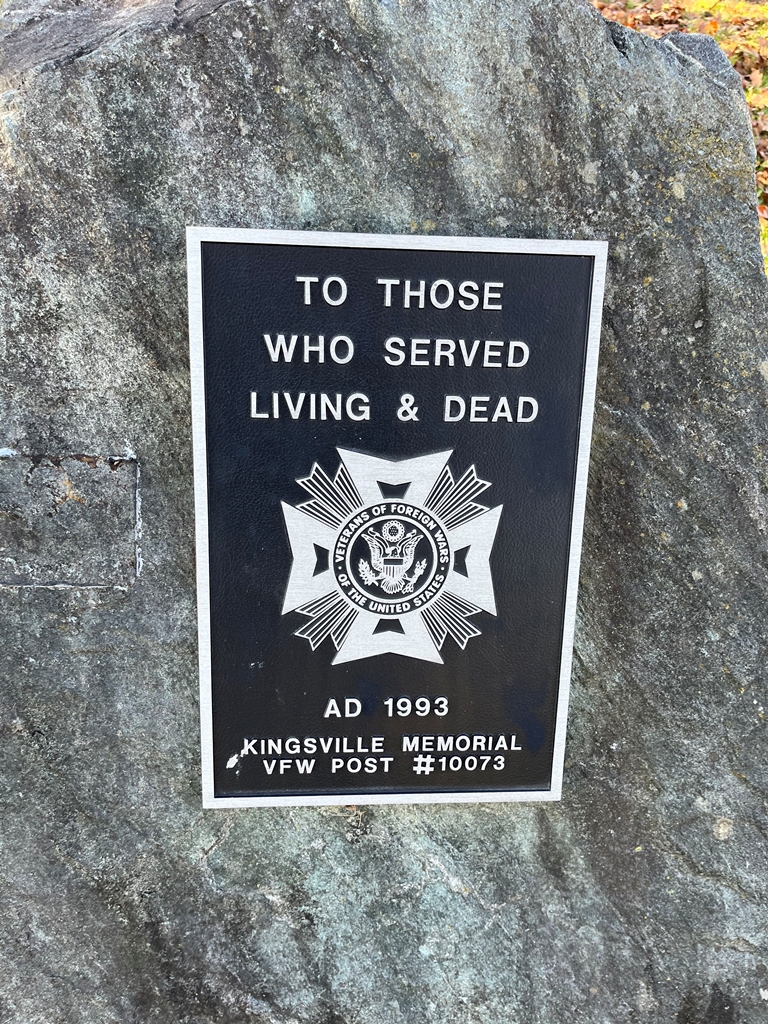 TO THOSE
WHO SERVED
LIVING & DEAD
VETERANS OF FOREIGN WARS
OF THE UNITED STATES
AD 1993
KINGSVILLE MEMORIAL
VFW POST #10073